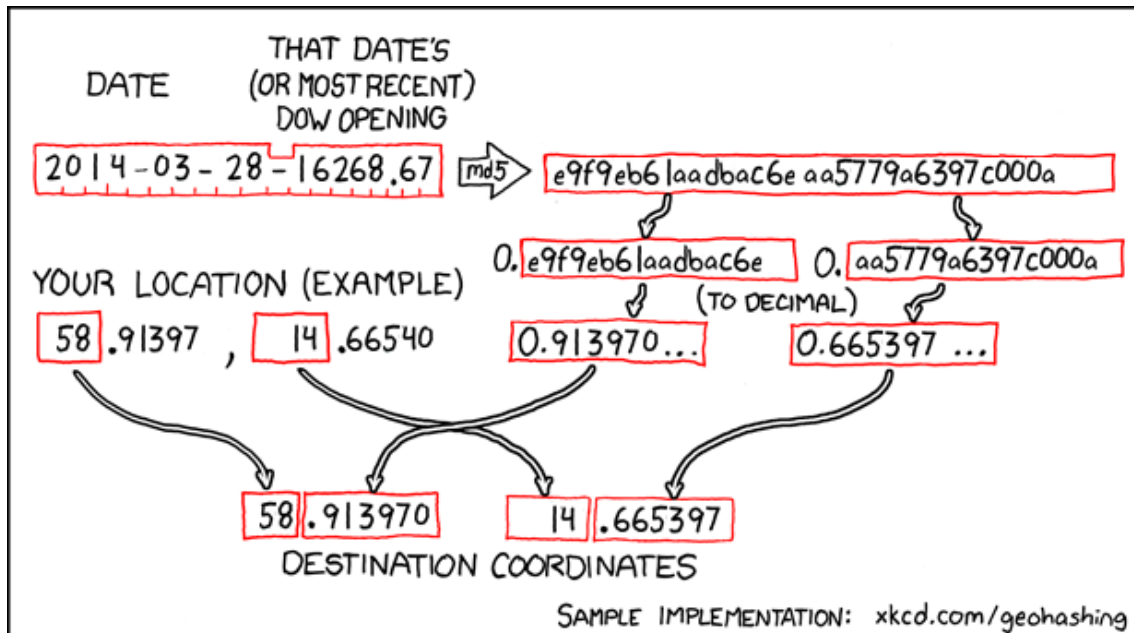 THAT DATE'S
DATE (OR MOST RECENT)
DOW OPENING
2014-03-28-16268.67 md5 e9f9eb61aadbac6e aa5779a6397c000a
0. e9f9eb61aadbac6e 0. aa5779a6397c000a
YOUR LOCATION (EXAMPLE) (TO DECIMAL)
58 .91397 , 14 .66540 0.913970... 0.665397 ...
58 .913970 14 .665397
DESTINATION COORDINATES
SAMPLE IMPLEMENTATION: xkcd.com/geohashing